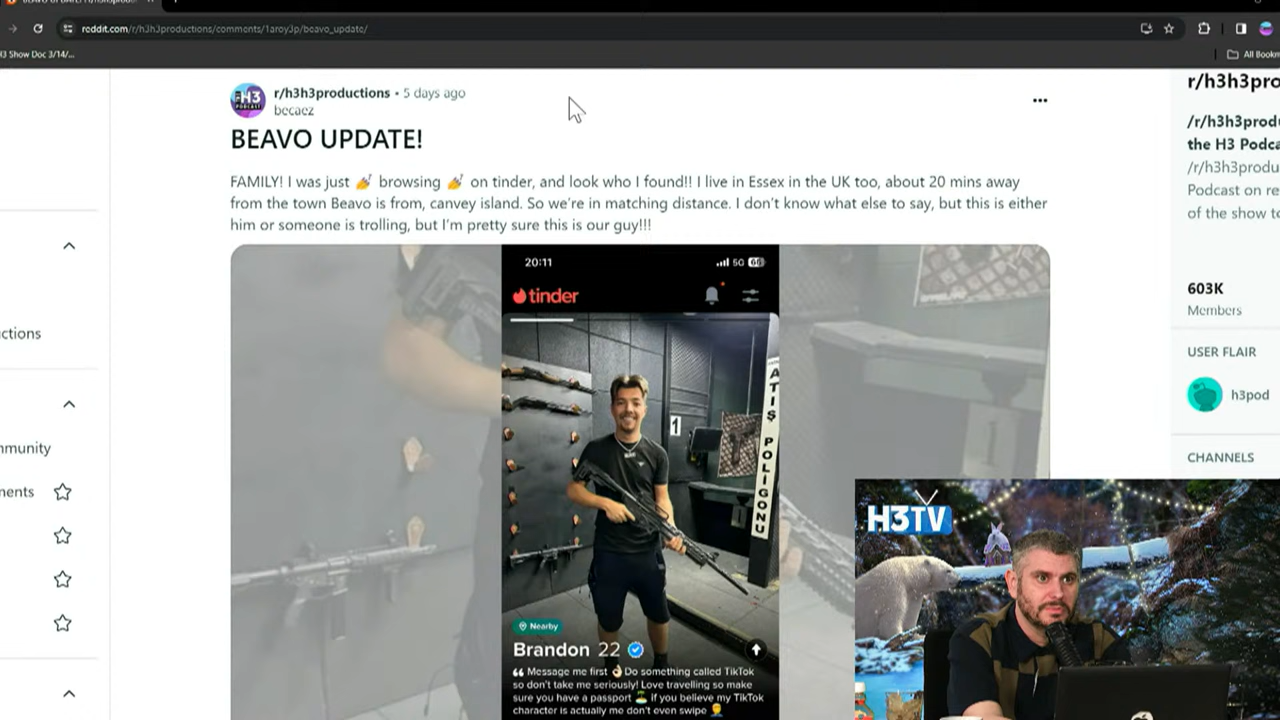 reddit.com/r/h3h3productions/comments/1aroy3p/beavo_update/
H3 Show Doc 3/14/...
All Bookm
r/h3h3productions • 5 days ago
becaez
BEAVO UPDATE!
FAMILY! I was just 💅 browsing 💅 on tinder, and look who I found!! I live in Essex in the UK too, about 20 mins away
from the town Beavo is from, canvey island. So we're in matching distance. I don't know what else to say, but this is either
him or someone is trolling, but I'm pretty sure this is our guy!!!
20:11
5G 66
tinder
ATIŞ POLIGONU
1
Nearby
Brandon 22
❝ Message me first 👌 Do something called TikTok
so don't take me seriously! Love travelling so make
sure you have a passport 🏝️ If you believe my TikTok
character is actually me don't even swipe 🤦‍♂️
ctions
mmunity
ments
r/h3h3pro
/r/h3h3produ
the H3 Podca
/r/h3h3product
Podcast on re
of the show to
603K
Members
USER FLAIR
h3pod
CHANNELS
H3 PODCAST
H3TV